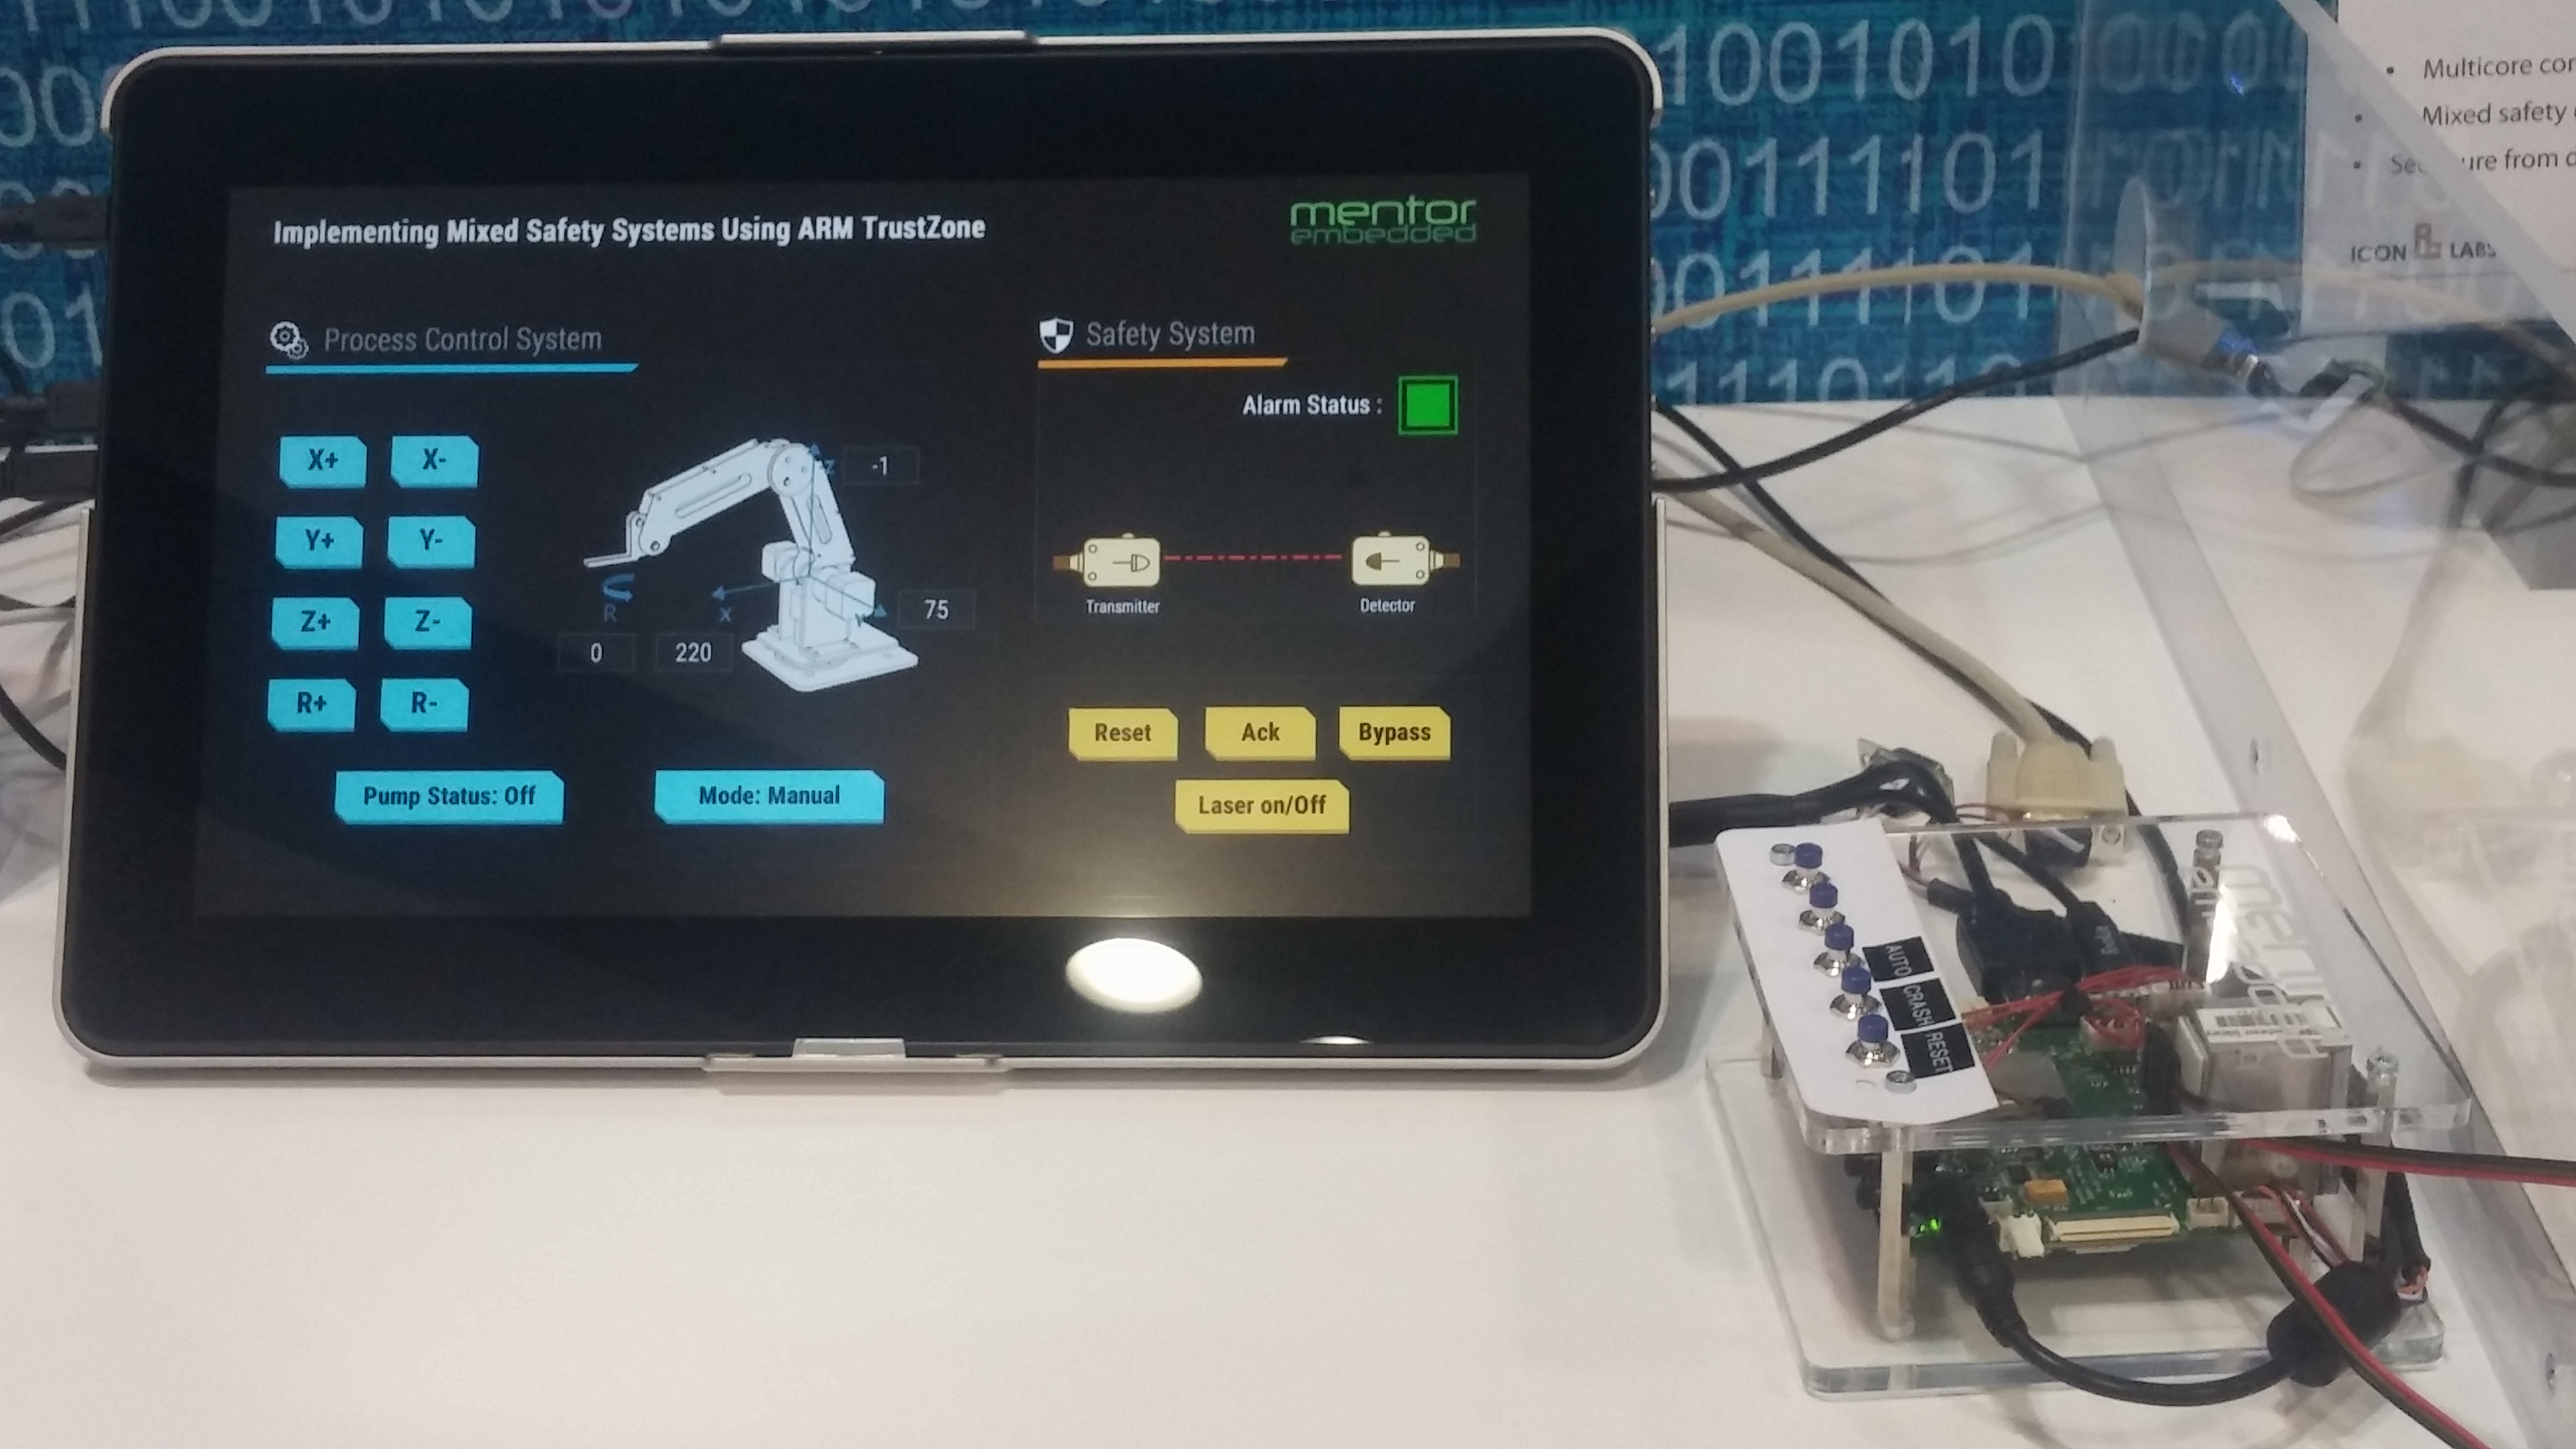 Implementing Mixed Safety Systems Using ARM TrustZone
mentor
embedded
Process Control System
Safety System
Alarm Status :
X+ X-
Y+ Y-
Z+ Z-
R+ R-
Z
-1
R
X
Y
75
0
220
Transmitter
Detector
Reset
Ack
Bypass
Laser on/Off
Pump Status: Off
Mode: Manual
AUTO
CRASH
RESET
• Multicore
• Mixed safety
ure from
ICON LABS